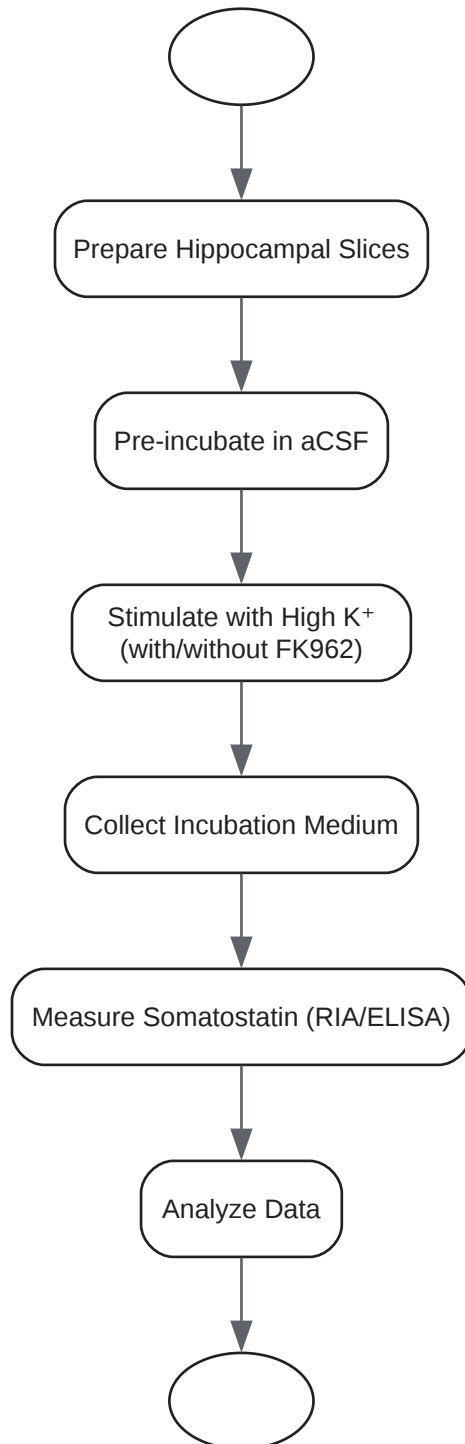 Prepare Hippocampal Slices
Pre-incubate in aCSF
Stimulate with High K⁺
(with/without FK962)
Collect Incubation Medium
Measure Somatostatin (RIA/ELISA)
Analyze Data